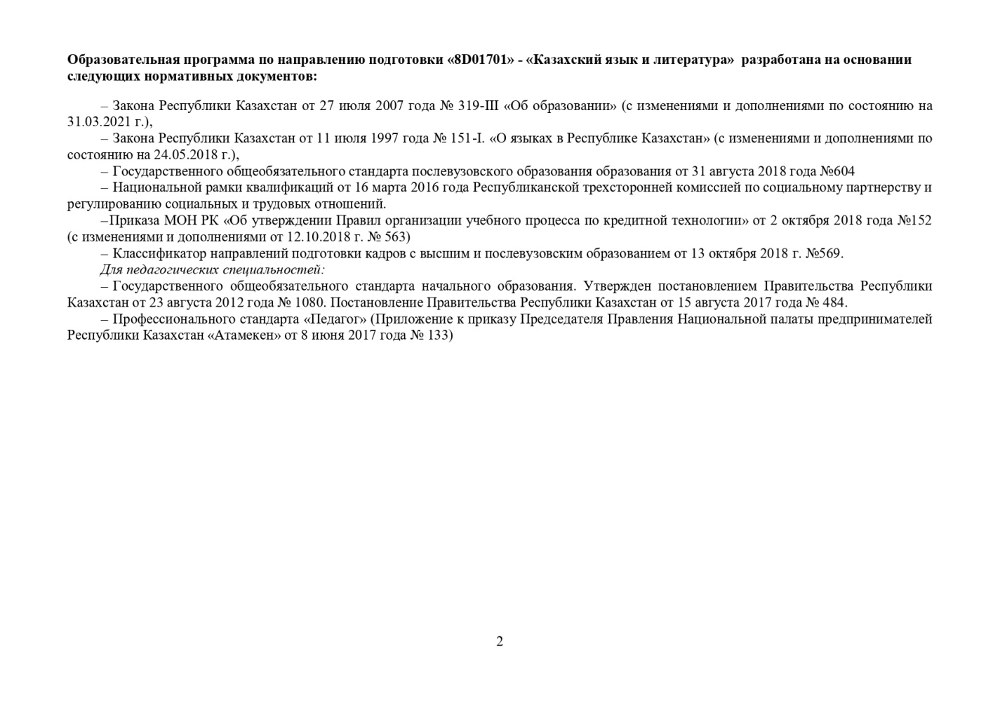 Образовательная программа по направлению подготовки «8D01701» - «Казахский язык и литература»  разработана на основании
следующих нормативных документов:
– Закона Республики Казахстан от 27 июля 2007 года № 319-III «Об образовании» (с изменениями и дополнениями по состоянию на
31.03.2021 г.),
– Закона Республики Казахстан от 11 июля 1997 года № 151-I. «О языках в Республике Казахстан» (с изменениями и дополнениями по
состоянию на 24.05.2018 г.),
– Государственного общеобязательного стандарта послевузовского образования образования от 31 августа 2018 года №604
– Национальной рамки квалификаций от 16 марта 2016 года Республиканской трехсторонней комиссией по социальному партнерству и
регулированию социальных и трудовых отношений.
–Приказа МОН РК «Об утверждении Правил организации учебного процесса по кредитной технологии» от 2 октября 2018 года №152
(с изменениями и дополнениями от 12.10.2018 г. № 563)
– Классификатор направлений подготовки кадров с высшим и послевузовским образованием от 13 октября 2018 г. №569.
Для педагогических специальностей:
– Государственного общеобязательного стандарта начального образования. Утвержден постановлением Правительства Республики
Казахстан от 23 августа 2012 года № 1080. Постановление Правительства Республики Казахстан от 15 августа 2017 года № 484.
– Профессионального стандарта «Педагог» (Приложение к приказу Председателя Правления Национальной палаты предпринимателей
Республики Казахстан «Атамекен» от 8 июня 2017 года № 133)
2